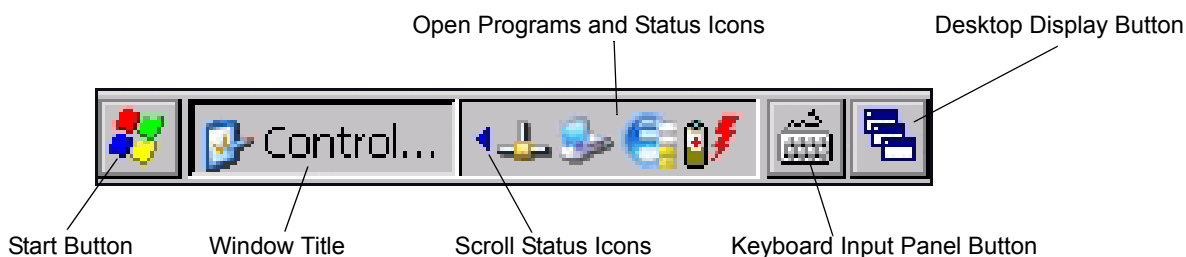 Open Programs and Status Icons
Desktop Display Button
Control...
Start Button
Window Title
Scroll Status Icons
Keyboard Input Panel Button